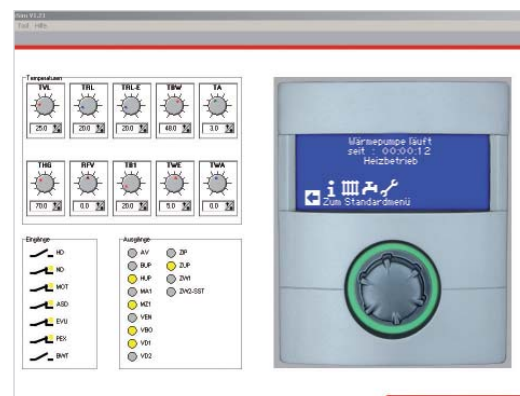 Tool Hilfe
Temperaturen
TVL TRL TRL-E TBW TA
25.0 20.0 20.0 48.0 3.0
THG RFV TB1 TWE TWA
70.0 0.0 20.0 5.0 0.0
Eingänge
HD
ND
MOT
ASD
EVU
PEX
BWT
Ausgänge
AV
BUP
HUP
MA1
MZ1
VEN
VBO
VD1
VD2
ZIP
ZUP
ZW1
ZW2-SST
Wärmepumpe läuft
seit : 00:00:12
Heizbetrieb
Zum Standardmenü